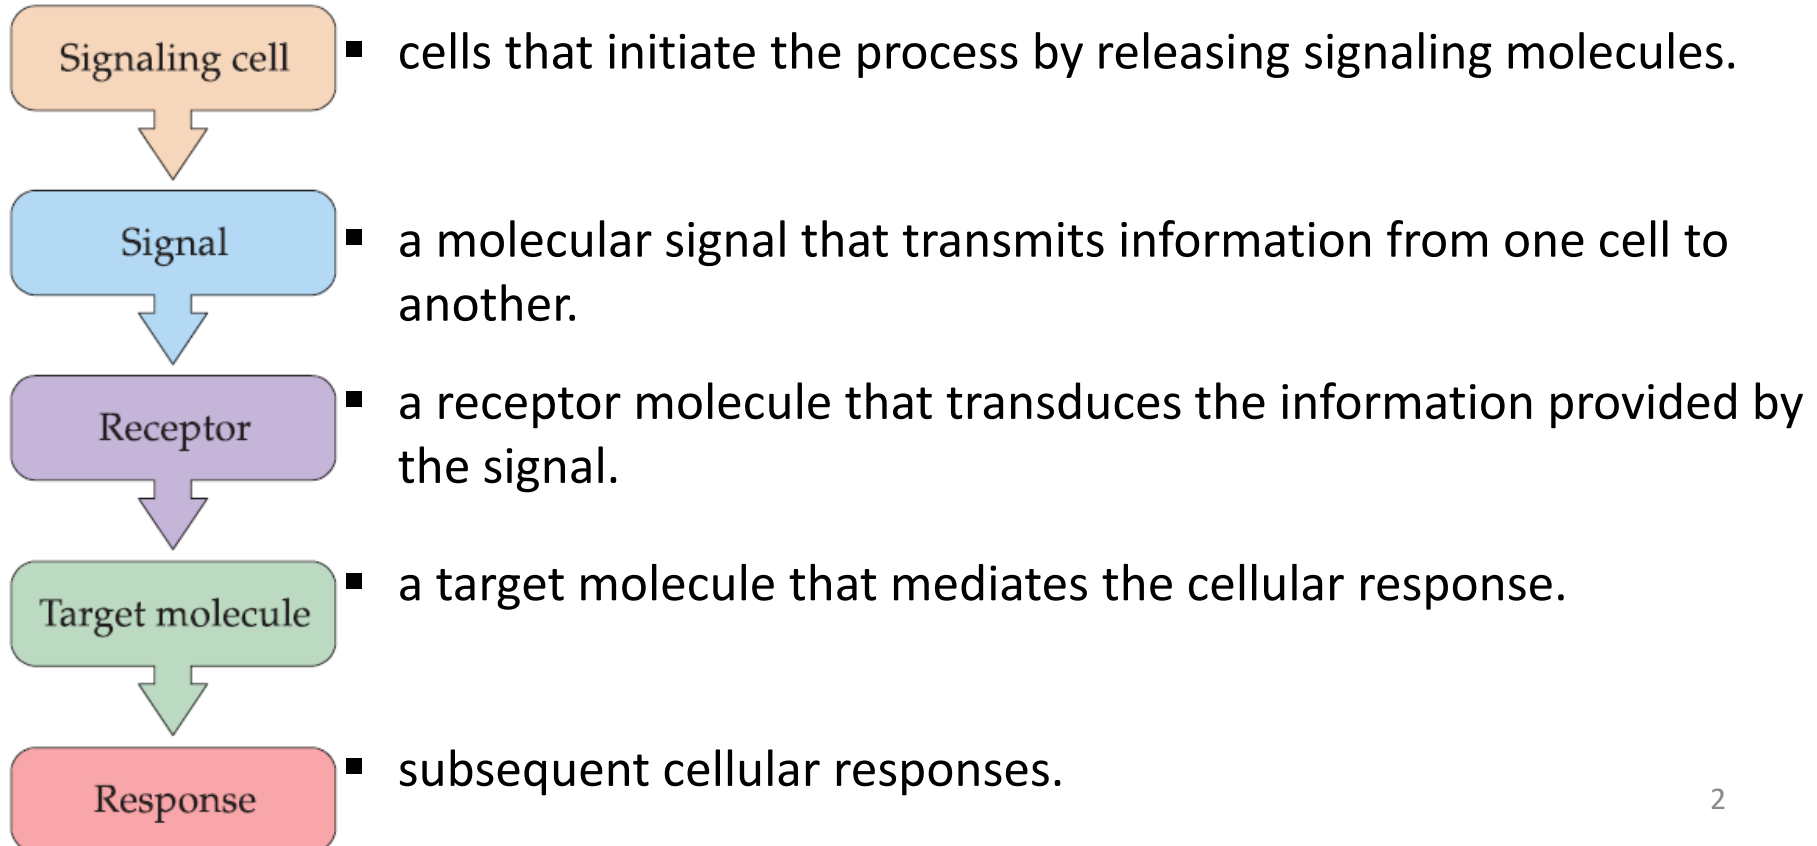 Signaling cell
▪ cells that initiate the process by releasing signaling molecules.
Signal
▪ a molecular signal that transmits information from one cell to
another.
Receptor
▪ a receptor molecule that transduces the information provided by
the signal.
Target molecule
▪ a target molecule that mediates the cellular response.
Response
▪ subsequent cellular responses.
2